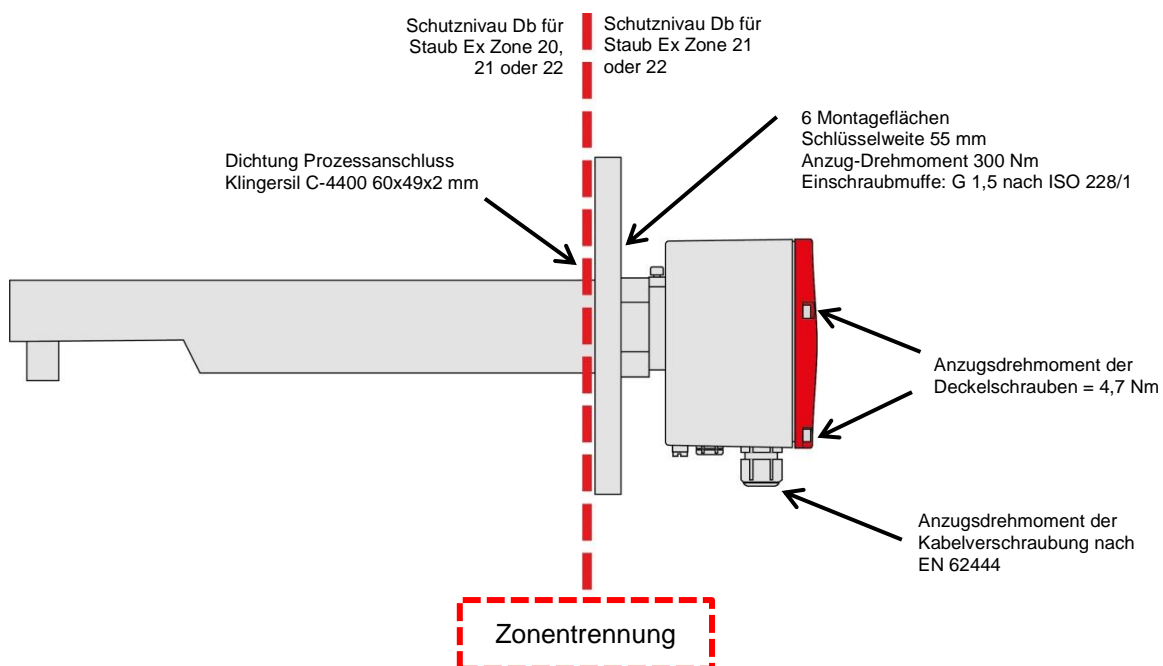 Schutznivau Db für
Staub Ex Zone 20,
21 oder 22
Schutznivau Db für
Staub Ex Zone 21
oder 22
6 Montageflächen
Schlüsselweite 55 mm
Anzug-Drehmoment 300 Nm
Einschraubmuffe: G 1,5 nach ISO 228/1
Dichtung Prozessanschluss
Klingersil C-4400 60x49x2 mm
Anzugsdrehmoment der
Deckelschrauben = 4,7 Nm
Anzugsdrehmoment der
Kabelverschraubung nach
EN 62444
Zonentrennung